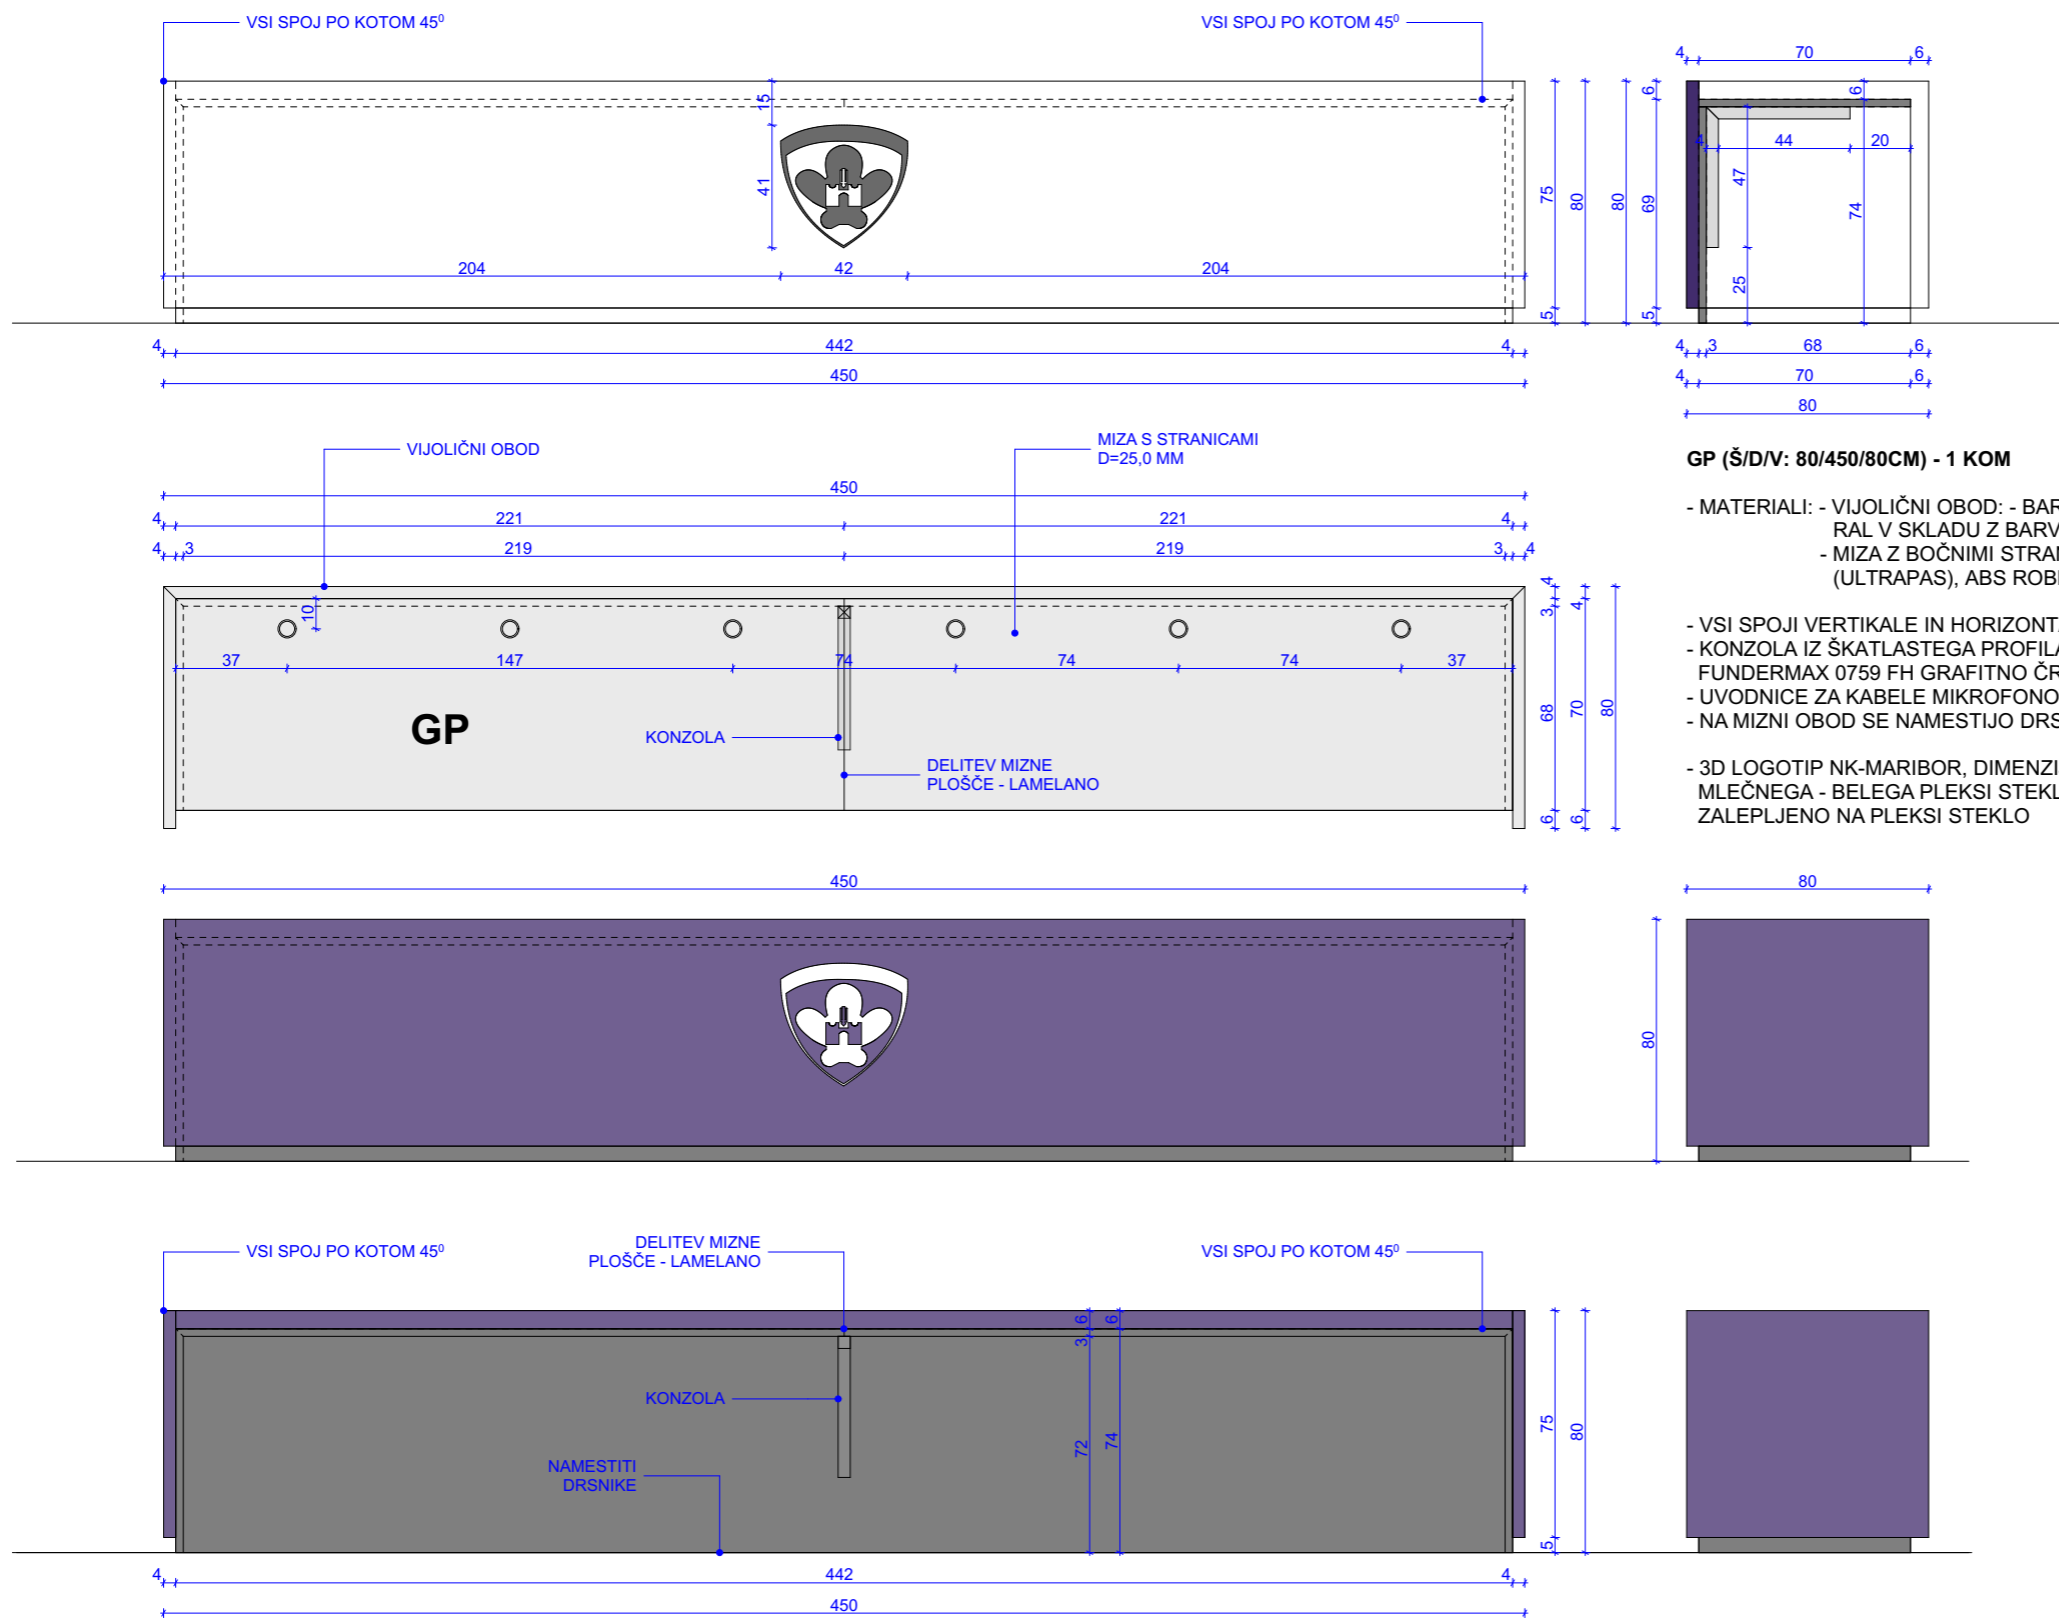 VSI SPOJ PO KOTOM 45⁰
VSI SPOJ PO KOTOM 45⁰
4 70 6
15
41
204 42 204
75
80
80
6
69
6
4 44 20
47
74
25
5
5
4 442 4
450
4 3 68 6
4 70 6
80
VIJOLIČNI OBOD
MIZA S STRANICAMI
D=25,0 MM
450
4 221 221 4
4 3 219 219 3 4
10
37 147 74 74 74 37
GP
KONZOLA
DELITEV MIZNE
PLOŠČE - LAMELANO
4
3 4
68 70 80
6 6
GP (Š/D/V: 80/450/80CM) - 1 KOM
- MATERIALI: - VIJOLIČNI OBOD: - BAR
RAL V SKLADU Z BARV
- MIZA Z BOČNIMI STRAN
(ULTRAPAS), ABS ROB
- VSI SPOJI VERTIKALE IN HORIZONT
- KONZOLA IZ ŠKATLASTEGA PROFILA
FUNDERMAX 0759 FH GRAFITNO ČR
- UVODNICE ZA KABELE MIKROFONO
- NA MIZNI OBOD SE NAMESTIJO DRS
- 3D LOGOTIP NK-MARIBOR, DIMENZI
MLEČNEGA - BELEGA PLEKSI STEKL
ZALEPLJENO NA PLEKSI STEKLO
450
80
80
VSI SPOJ PO KOTOM 45⁰
DELITEV MIZNE
PLOŠČE - LAMELANO
VSI SPOJ PO KOTOM 45⁰
6 6
3
KONZOLA
72 74
75 80
NAMESTITI
DRSNIKE
5
4 442 4
450